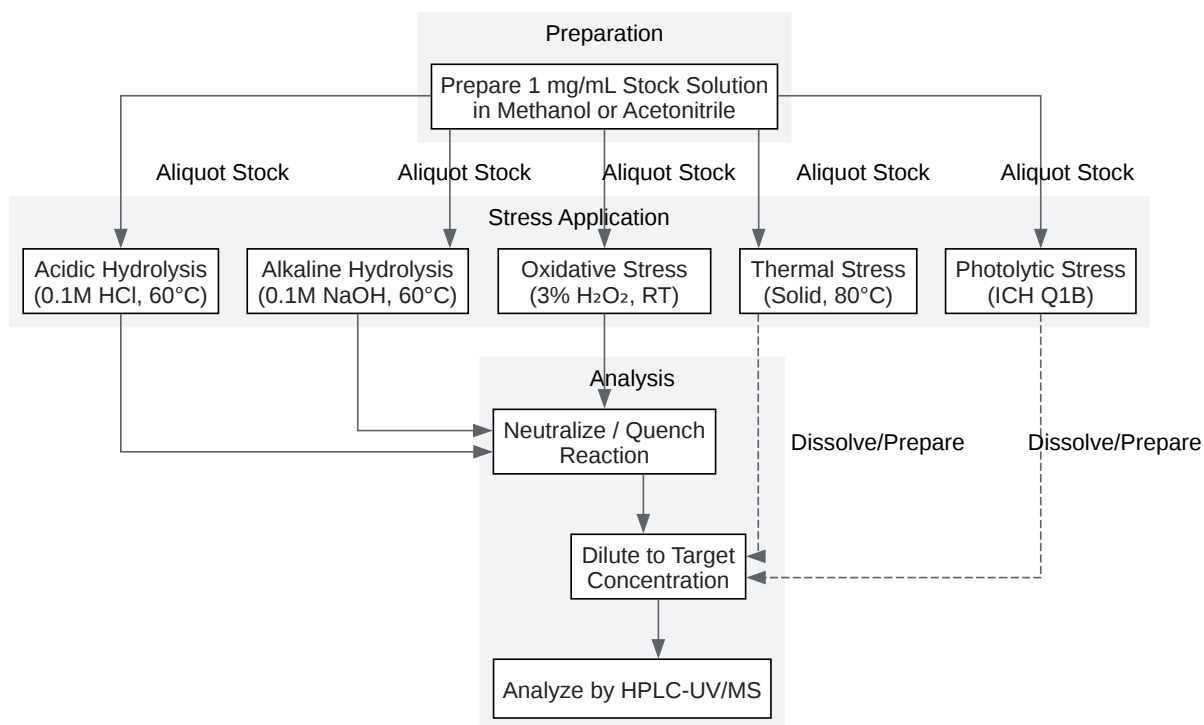 Preparation
Prepare 1 mg/mL Stock Solution
in Methanol or Acetonitrile
Aliquot Stock
Aliquot Stock
Aliquot Stock
Aliquot Stock
Aliquot Stock
Stress Application
Acidic Hydrolysis
(0.1M HCl, 60°C)
Alkaline Hydrolysis
(0.1M NaOH, 60°C)
Oxidative Stress
(3% H₂O₂, RT)
Thermal Stress
(Solid, 80°C)
Photolytic Stress
(ICH Q1B)
Analysis
Neutralize / Quench
Reaction
Dissolve/Prepare
Dissolve/Prepare
Dilute to Target
Concentration
Analyze by HPLC-UV/MS